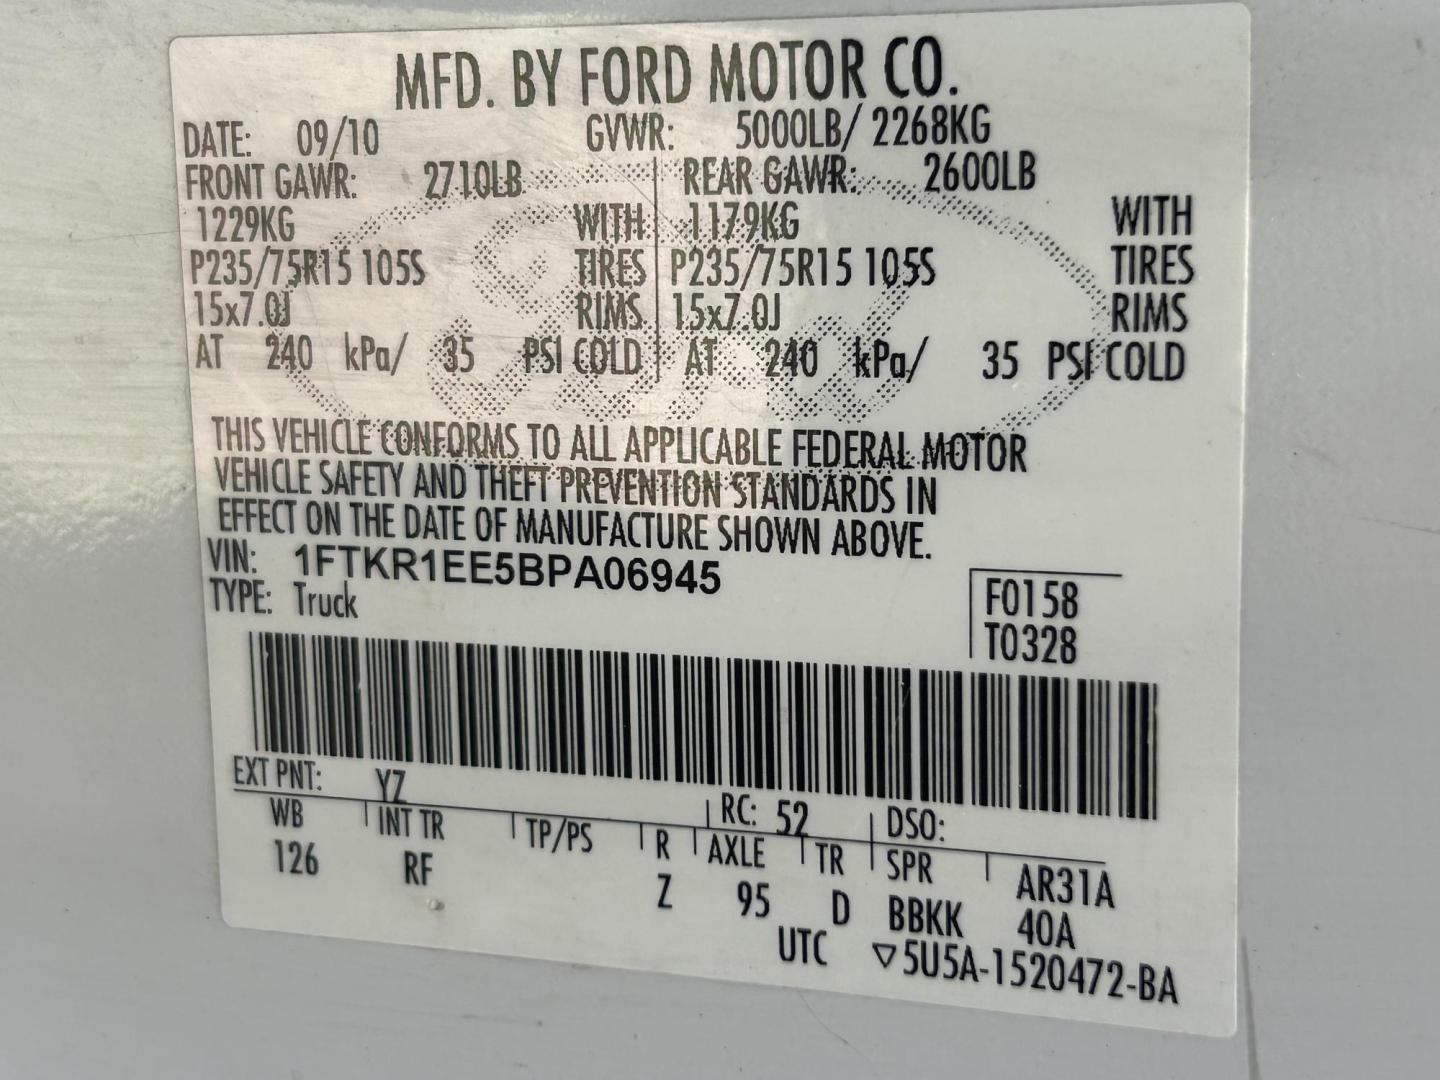 MFD. BY FORD MOTOR CO.
DATE: 09/10 GVWR: 5000LB/ 2268KG
FRONT GAWR: 2710LB REAR GAWR: 2600LB
1229KG WITH 1179KG WITH
P235/75R15 105S TIRES P235/75R15 105S TIRES
15x7.0J RIMS 15x7.0J RIMS
AT 240 kPa/ 35 PSI COLD AT 240 kPa/ 35 PSI COLD
THIS VEHICLE CONFORMS TO ALL APPLICABLE FEDERAL MOTOR
VEHICLE SAFETY AND THEFT PREVENTION STANDARDS IN
EFFECT ON THE DATE OF MANUFACTURE SHOWN ABOVE.
VIN: 1FTKR1EE5BPA06945
TYPE: Truck
F0158
T0328
EXT PNT: YZ RC: 52 DSO:
WB INT TR TP/PS R AXLE TR SPR AR31A
126 RF Z 95 D BBKK 40A
UTC ▽5U5A-1520472-BA